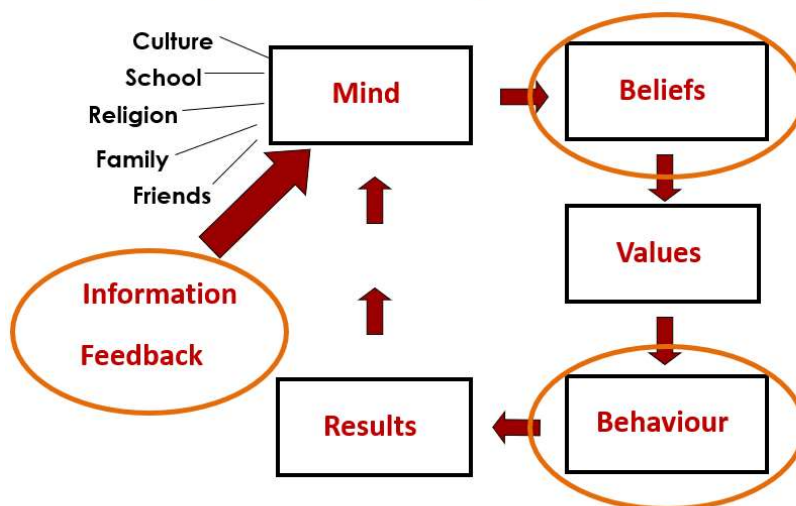 Culture
School
Religion
Family
Friends
Mind
Beliefs
Values
Information
Feedback
Results
Behaviour